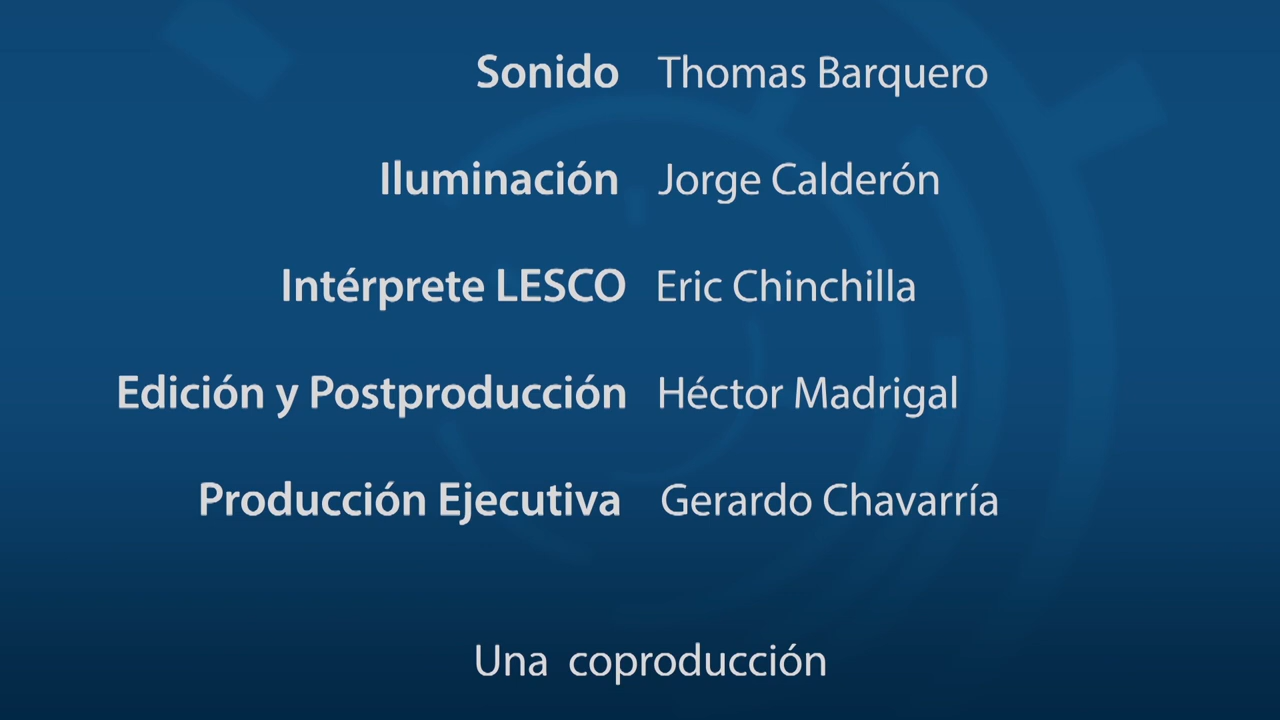 Sonido Thomas Barquero
Iluminación Jorge Calderón
Intérprete LESCO Eric Chinchilla
Edición y Postproducción Héctor Madrigal
Producción Ejecutiva Gerardo Chavarría
Una coproducción